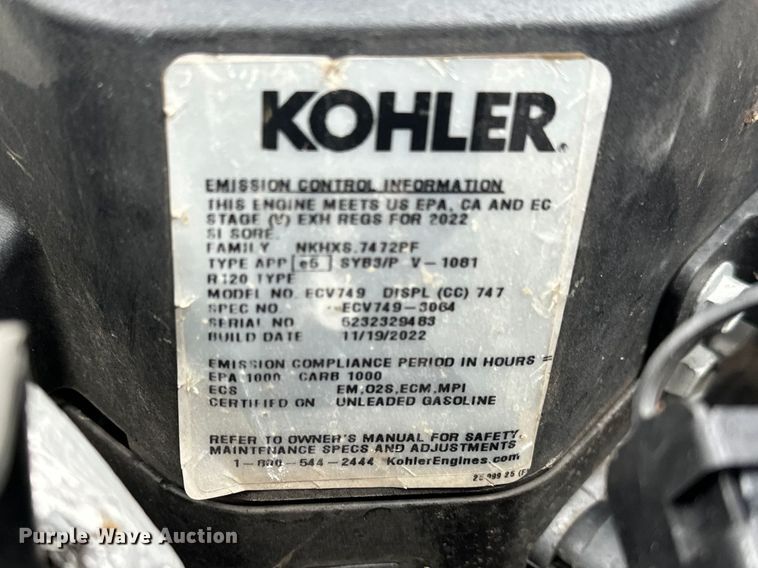 KOHLER®
EMISSION CONTROL INFORMATION
THIS ENGINE MEETS US EPA, CA AND EC
STAGE (V) EXH REGS FOR 2022
SI SORE
FAMILY NKHXS.7472PF
TYPE APP e5 SYB3/P V-1081
R120 TYPE
MODEL NO. ECV749 DISPL (CC) 747
SPEC NO. ECV749-3064
SERIAL NO. 5232329483
BUILD DATE 11/19/2022
EMISSION COMPLIANCE PERIOD IN HOURS =
EPA 1000 CARB 1000
ECS EM,O2S,ECM,MPI
CERTIFIED ON UNLEADED GASOLINE
REFER TO OWNER'S MANUAL FOR SAFETY,
MAINTENANCE SPECS AND ADJUSTMENTS
1-800-544-2444 KohlerEngines.com
Purple Wave Auction